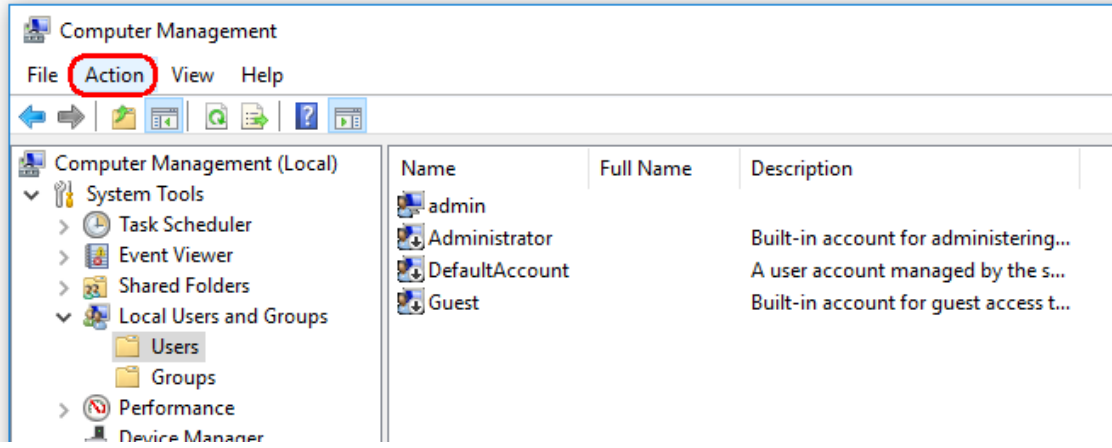 Computer Management
File Action View Help
Computer Management (Local)
System Tools
Task Scheduler
Event Viewer
Shared Folders
Local Users and Groups
Users
Groups
Performance
Device Manager
Name Full Name Description
admin
Administrator Built-in account for administering...
DefaultAccount A user account managed by the s...
Guest Built-in account for guest access t...